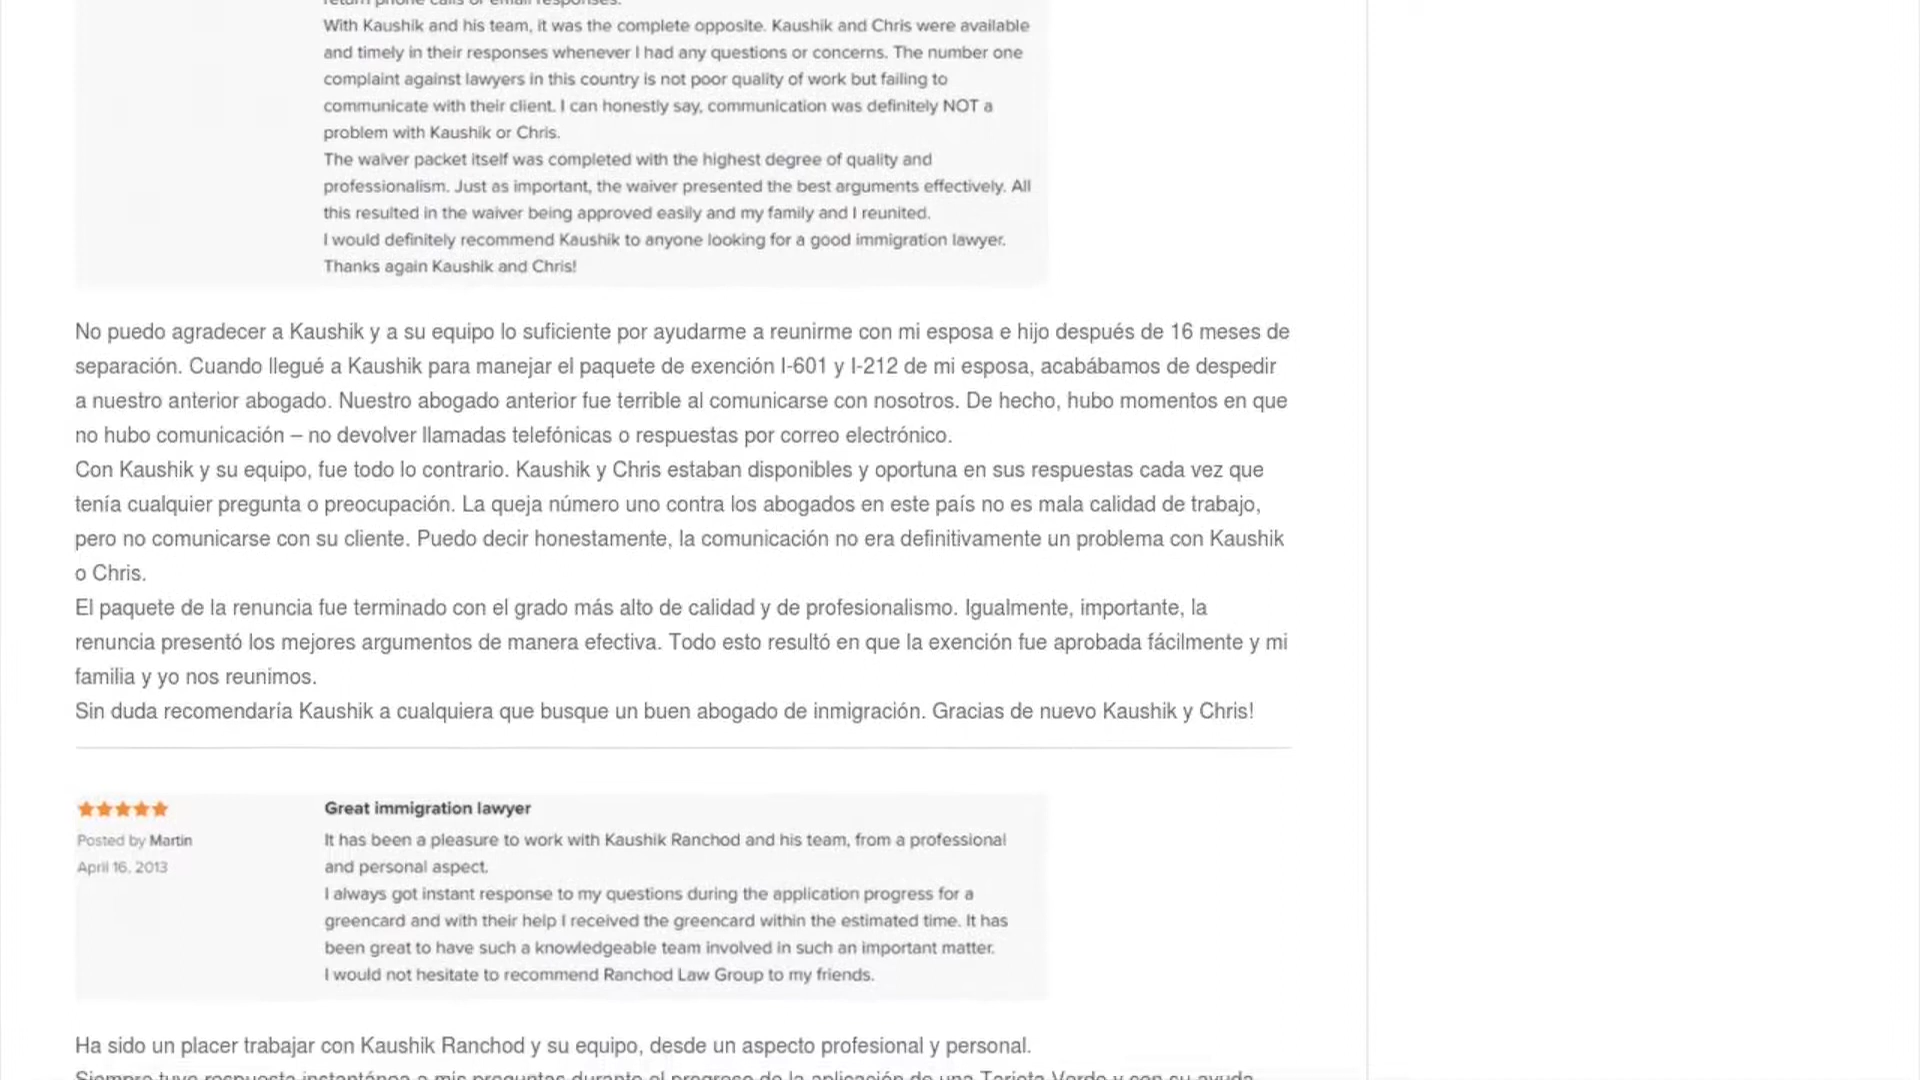 With Kaushik and his team, it was the complete opposite. Kaushik and Chris were available
and timely in their responses whenever I had any questions or concerns. The number one
complaint against lawyers in this country is not poor quality of work but failing to
communicate with their client. I can honestly say, communication was definitely NOT a
problem with Kaushik or Chris.
The waiver packet itself was completed with the highest degree of quality and
professionalism. Just as important, the waiver presented the best arguments effectively. All
this resulted in the waiver being approved easily and my family and I reunited.
I would definitely recommend Kaushik to anyone looking for a good immigration lawyer.
Thanks again Kaushik and Chris!
No puedo agradecer a Kaushik y a su equipo lo suficiente por ayudarme a reunirme con mi esposa e hijo después de 16 meses de
separación. Cuando llegué a Kaushik para manejar el paquete de exención I-601 y I-212 de mi esposa, acabábamos de despedir
a nuestro anterior abogado. Nuestro abogado anterior fue terrible al comunicarse con nosotros. De hecho, hubo momentos en que
no hubo comunicación – no devolver llamadas telefónicas o respuestas por correo electrónico.
Con Kaushik y su equipo, fue todo lo contrario. Kaushik y Chris estaban disponibles y oportuna en sus respuestas cada vez que
tenía cualquier pregunta o preocupación. La queja número uno contra los abogados en este país no es mala calidad de trabajo,
pero no comunicarse con su cliente. Puedo decir honestamente, la comunicación no era definitivamente un problema con Kaushik
o Chris.
El paquete de la renuncia fue terminado con el grado más alto de calidad y de profesionalismo. Igualmente, importante, la
renuncia presentó los mejores argumentos de manera efectiva. Todo esto resultó en que la exención fue aprobada fácilmente y mi
familia y yo nos reunimos.
Sin duda recomendaría Kaushik a cualquiera que busque un buen abogado de inmigración. Gracias de nuevo Kaushik y Chris!
Great immigration lawyer
Posted by Martin
April 16, 2013
It has been a pleasure to work with Kaushik Ranchod and his team, from a professional
and personal aspect.
I always got instant response to my questions during the application progress for a
greencard and with their help I received the greencard within the estimated time. It has
been great to have such a knowledgeable team involved in such an important matter.
I would not hesitate to recommend Ranchod Law Group to my friends.
Ha sido un placer trabajar con Kaushik Ranchod y su equipo, desde un aspecto profesional y personal.
Siempre tuve respuesta instantánea a mis preguntas durante el progreso de la aplicación de una Tarjeta Verde y con su ayuda